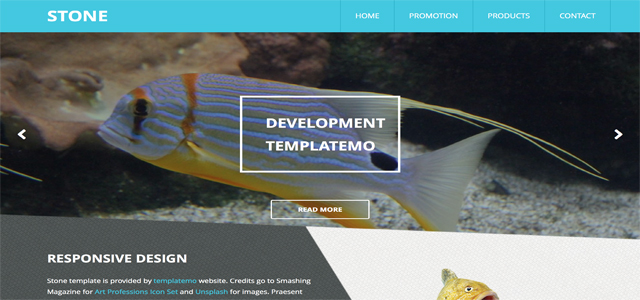 STONE
HOME PROMOTION PRODUCTS CONTACT
DEVELOPMENT
TEMPLATEMO
READ MORE
RESPONSIVE DESIGN
Stone template is provided by templatemo website. Credits go to Smashing
Magazine for Art Professions Icon Set and Unsplash for images. Praesent